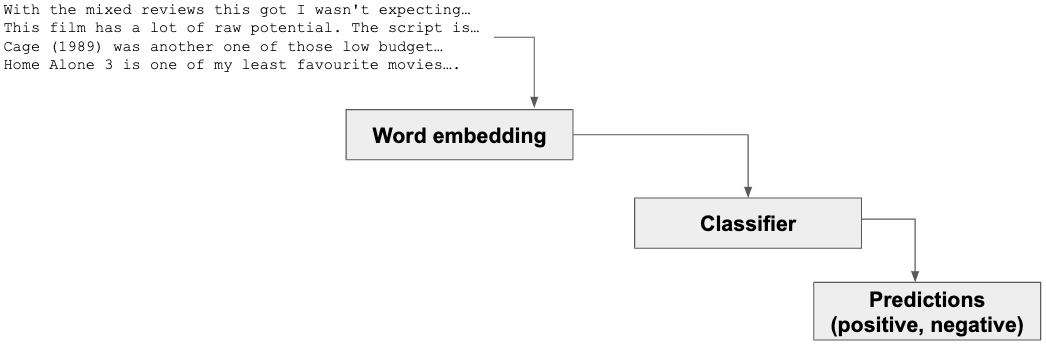 With the mixed reviews this got I wasn't expecting…
This film has a lot of raw potential. The script is…
Cage (1989) was another one of those low budget…
Home Alone 3 is one of my least favourite movies….
Word embedding
Classifier
Predictions
(positive, negative)